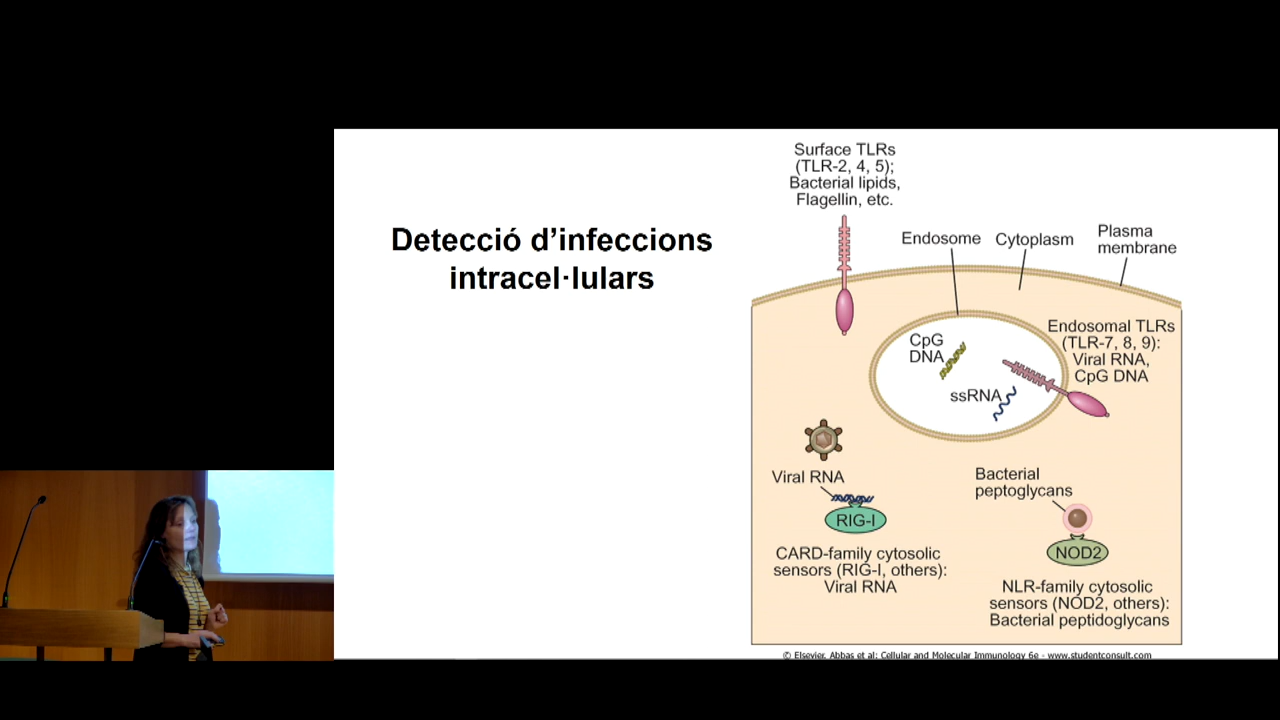 Detecció d'infeccions
intracel·lulars
Surface TLRs
(TLR-2, 4, 5);
Bacterial lipids,
Flagellin, etc.
Endosome
Cytoplasm
Plasma
membrane
CpG
DNA
ssRNA
Endosomal TLRs
(TLR-7, 8, 9):
Viral RNA,
CpG DNA
Viral RNA
RIG-I
CARD-family cytosolic
sensors (RIG-I, others):
Viral RNA
Bacterial
peptoglycans
NOD2
NLR-family cytosolic
sensors (NOD2, others):
Bacterial peptidoglycans
© Elsevier. Abbas et al: Cellular and Molecular Immunology 6e - www.studentconsult.com